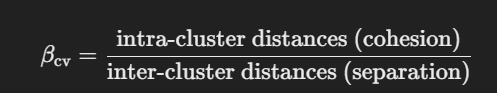 β_cv = intra-cluster distances (cohesion)
inter-cluster distances (separation)